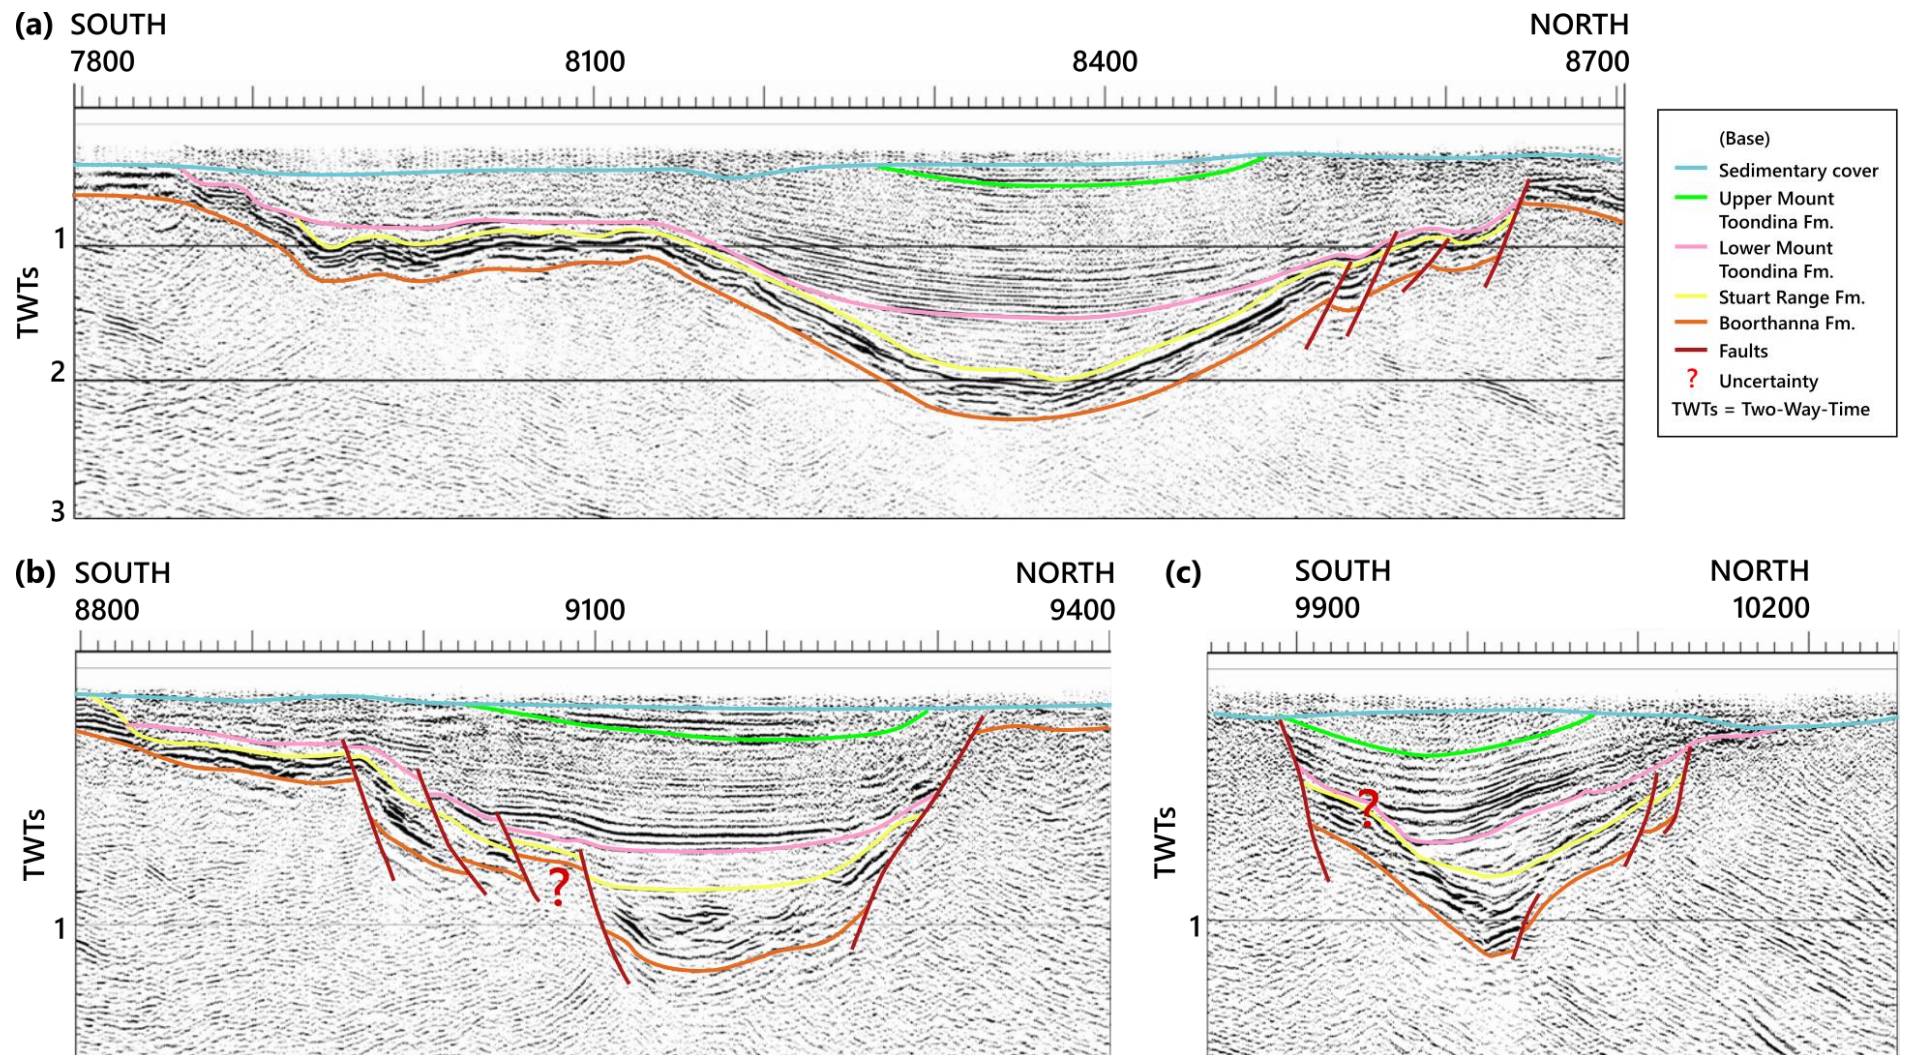 (a) SOUTH NORTH
7800 8100 8400 8700
(Base)
Sedimentary cover
Upper Mount
Toondina Fm.
Lower Mount
Toondina Fm.
Stuart Range Fm.
Boorthanna Fm.
Faults
? Uncertainty
TWTs = Two-Way-Time
TWTs
1
2
3
(b) SOUTH NORTH
8800 9100 9400
TWTs
?
1
(c) SOUTH NORTH
9900 10200
TWTs
?
1